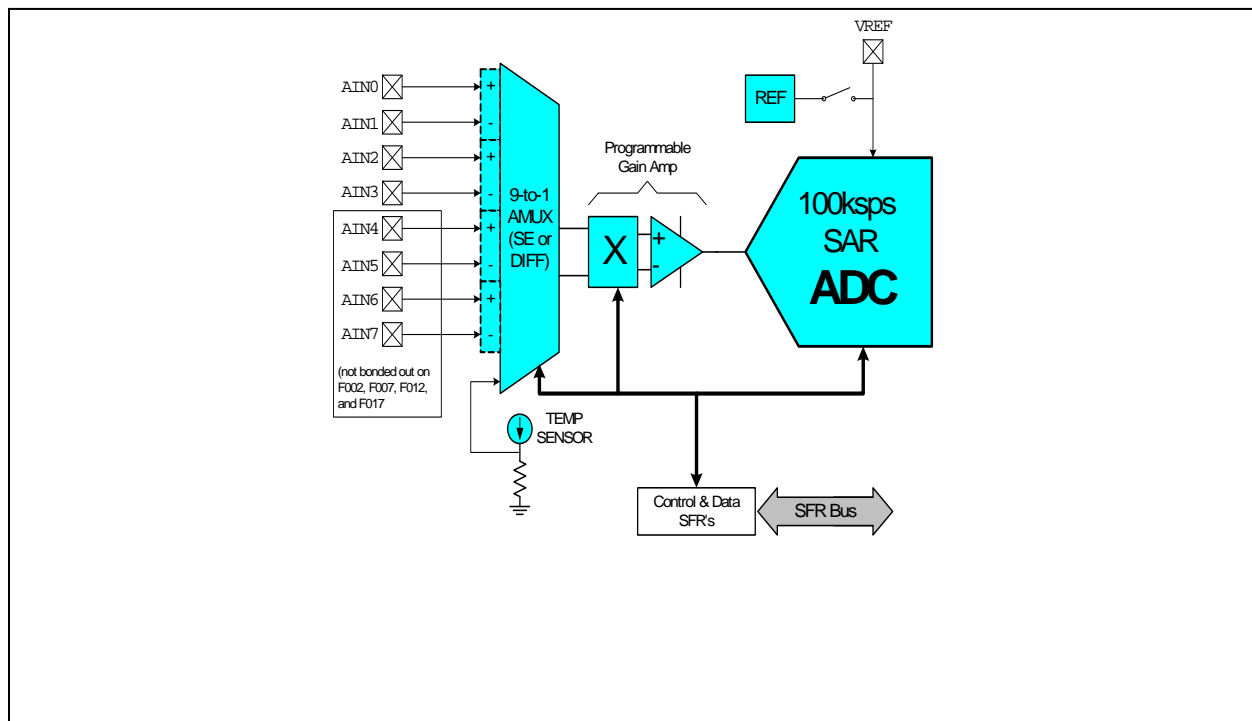 VREF
AIN0
+
REF
AIN1
-
AIN2
+
Programmable
Gain Amp
AIN3
-
9-to-1
AMUX
(SE or
DIFF)
100ksps
SAR
ADC
AIN4
+
X
+
-
AIN5
-
AIN6
+
AIN7
-
(not bonded out on
F002, F007, F012,
and F017
TEMP
SENSOR
Control & Data
SFR's
SFR Bus